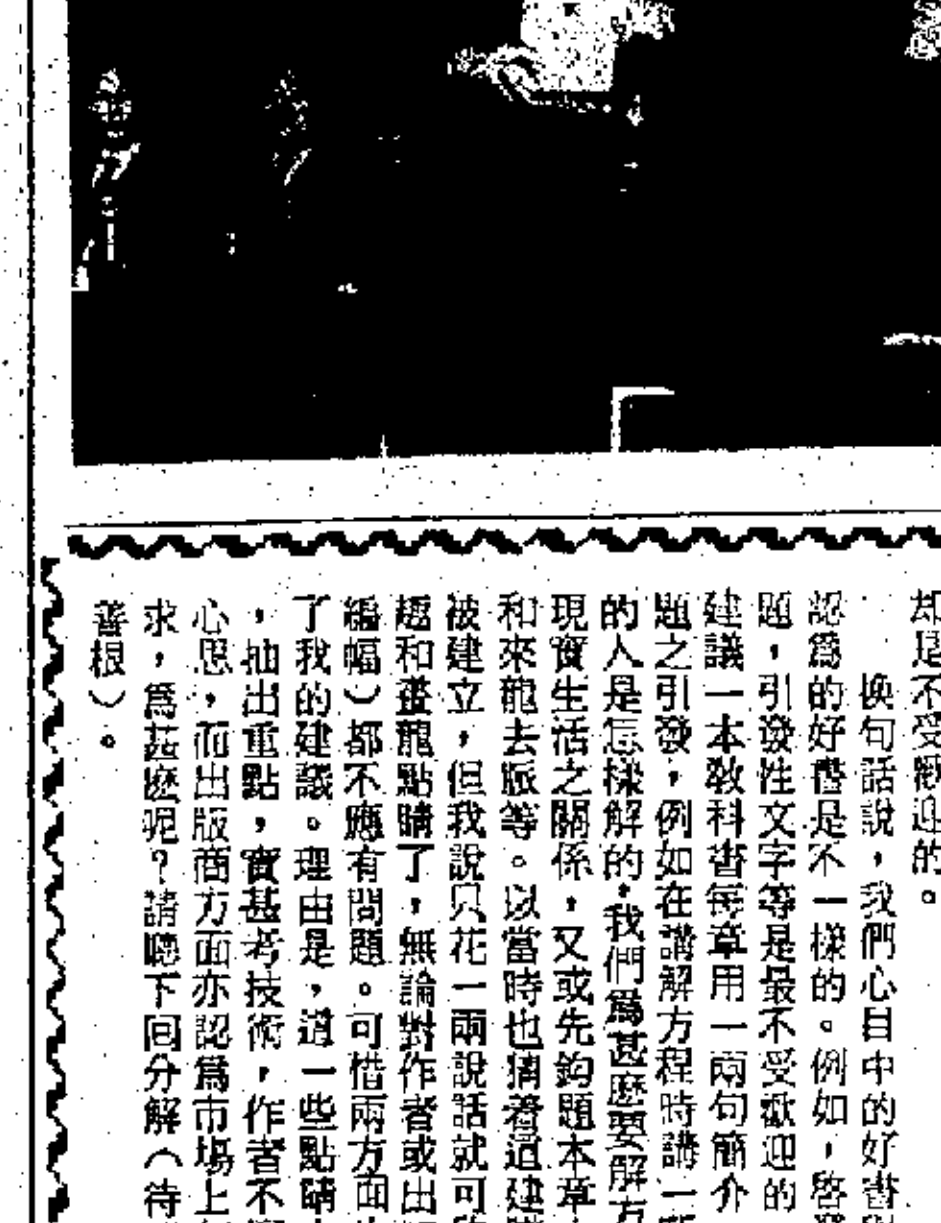 却是不受歡迎的。
換句話說，我們心目中的好書與
認爲的好書是不一樣的。例如，啓發
題，引發性文字等是最不受歡迎的
建議一本敎科書每章用一兩句簡介
題之引發，例如在講解方程時講一
的人是怎樣解的，我們爲甚麽要解方
現實生活之關係，又或先鈎題本章
和來龍去脈等。以當時也猜着這建
被建立，但我說只花一兩說話就可
趣和畫龍點睛了，無論對作者或出
編幅）都不應有問題。可惜兩方面
了我的建議。理由是，這一些點睛
，抽出重點，實甚考技術，作者不
心思，而出版商方面亦認爲市場上
求，爲甚麽呢？請聽下回分解（待
善根）。